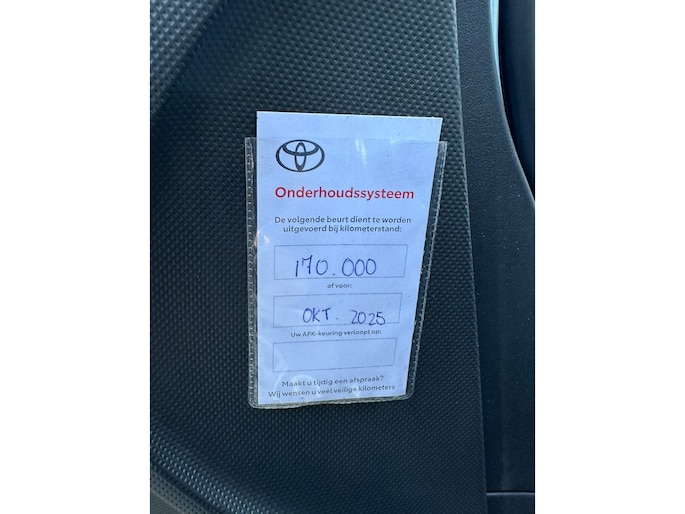 Onderhoudssysteem
De volgende beurt dient te worden
uitgevoerd bij kilometerstand:
170.000
of voor:
OKT. 2025
Uw APK-keuring verloopt op:
Maakt u tijdig een afspraak?
Wij wensen u veel veilige kilometers